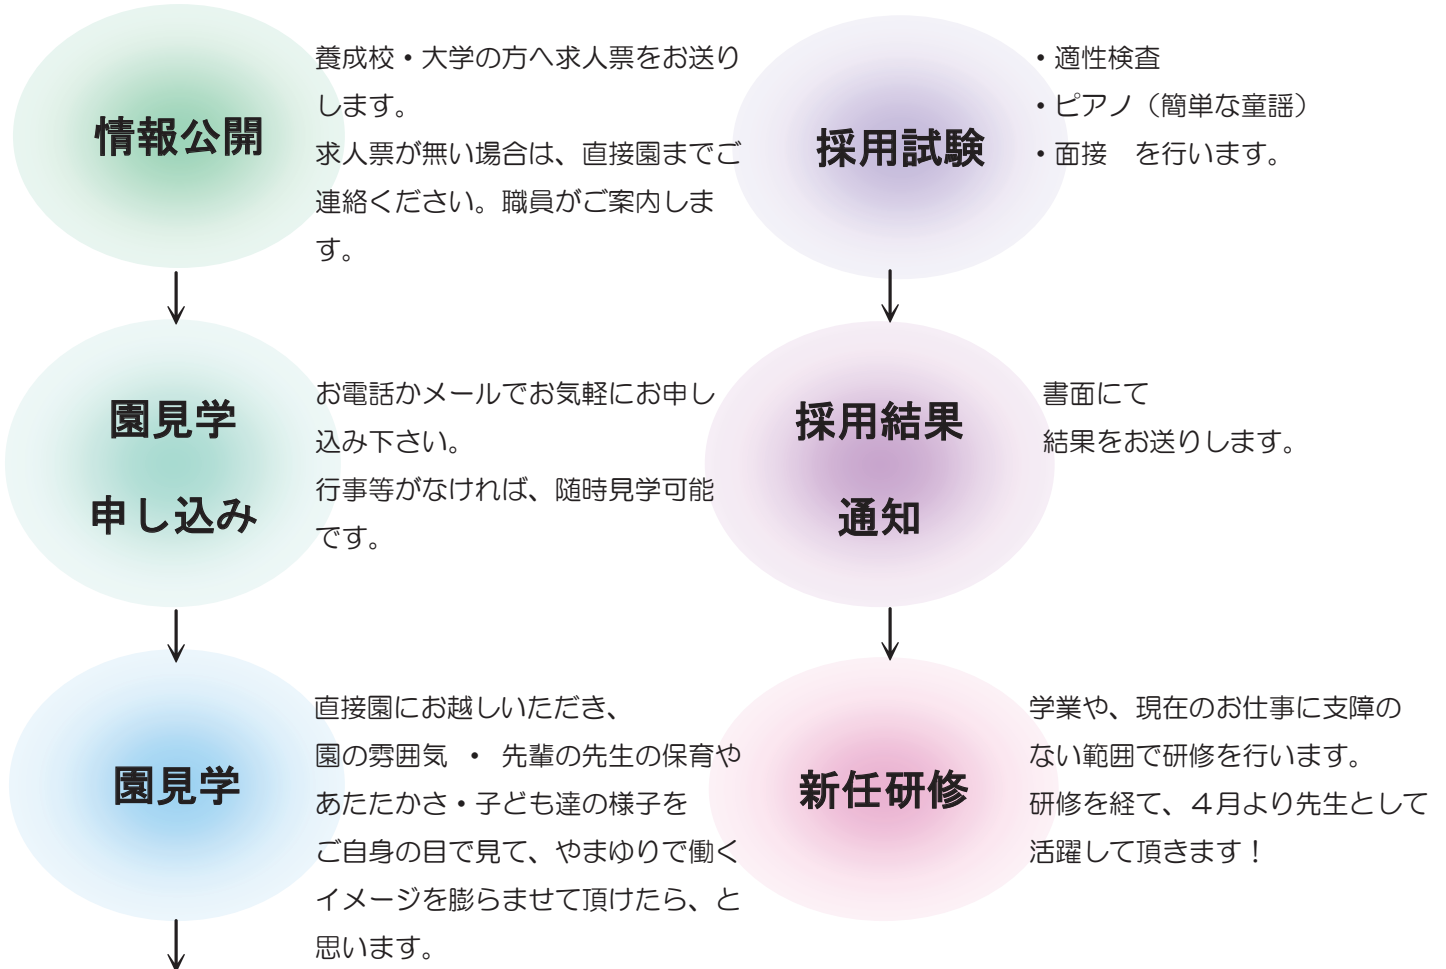 情報公開
養成校・大学の方へ求人票をお送り
します。
求人票が無い場合は、直接園までご
連絡ください。職員がご案内しま
す。
園見学
申し込み
お電話かメールでお気軽にお申し
込み下さい。
行事等がなければ、随時見学可能
です。
園見学
直接園にお越しいただき、
園の雰囲気 ・ 先輩の先生の保育や
あたたかさ・子ども達の様子を
ご自身の目で見て、やまゆりで働く
イメージを膨らませて頂けたら、と
思います。
採用試験
・適性検査
・ピアノ（簡単な童謡）
・面接　を行います。
採用結果
通知
書面にて
結果をお送りします。
新任研修
学業や、現在のお仕事に支障の
ない範囲で研修を行います。
研修を経て、４月より先生として
活躍して頂きます！